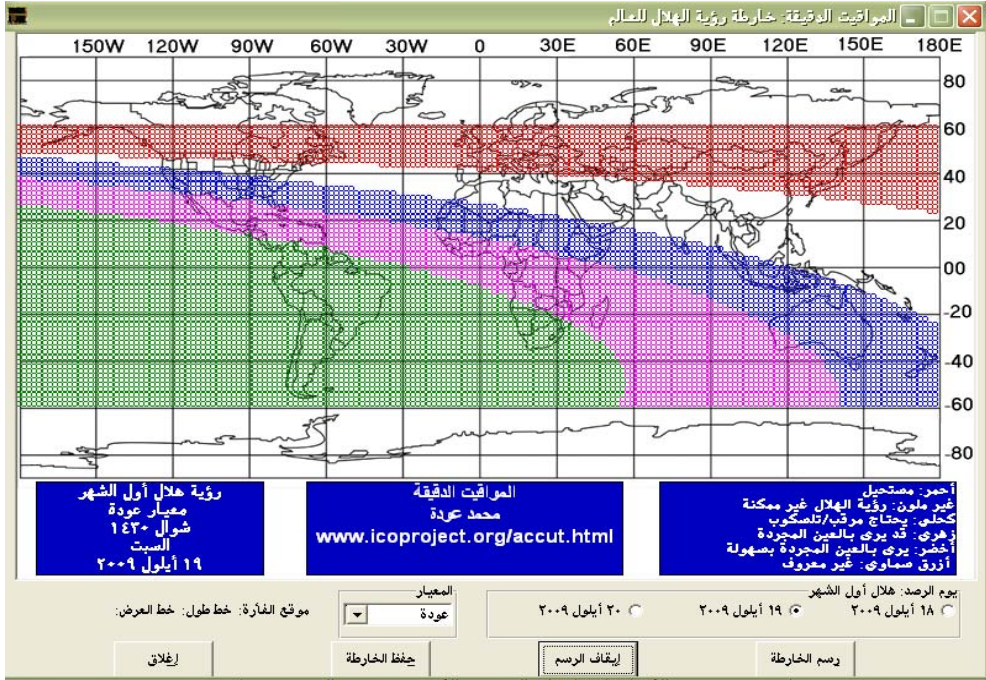 المواقيت الدقيقة: خارطة رؤية الهلال للعالم
150W 120W 90W 60W 30W 0 30E 60E 90E 120E 150E 180E
80
60
40
20
00
-20
-40
-60
-80
رؤية هلال أول الشهر
معيار عودة
شوال ١٤٣٠
السبت
١٩ أيلول ٢٠٠٩
المواقيت الدقيقة
محمد عودة
www.icoproject.org/accut.html
أحمر: مستحيل
غير ملون: رؤية الهلال غير ممكنة
كحلي: يحتاج مرقب/تلسكوب
زهري: قد يرى بالعين المجردة
أخضر: يرى بالعين المجردة بسهولة
أزرق سماوي: غير معروف
يوم الرصد: هلال أول الشهر
١٨ أيلول ٢٠٠٩
١٩ أيلول ٢٠٠٩
٢٠ أيلول ٢٠٠٩
المعيار
عودة
موقع الفأرة: خط طول: خط العرض:
رسم الخارطة
إيقاف الرسم
حفظ الخارطة
إغلاق